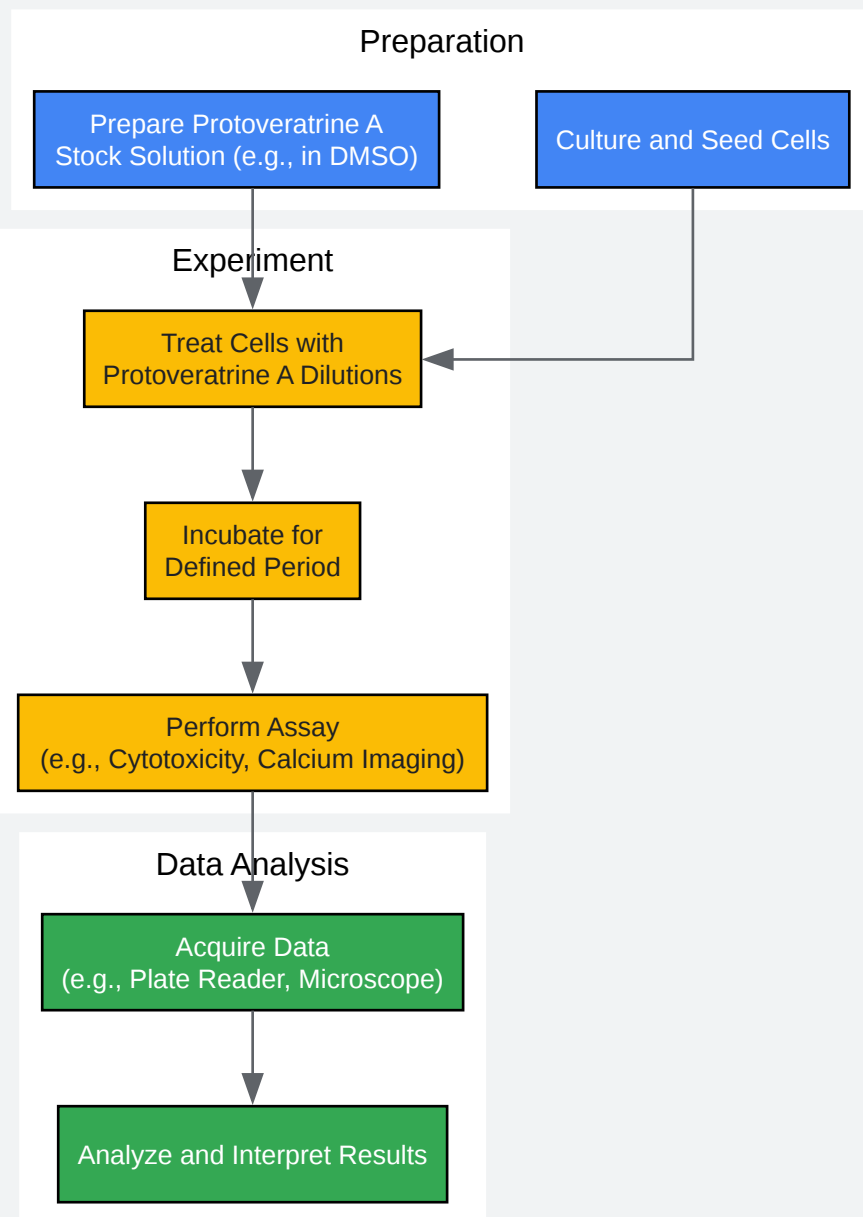 Preparation
Prepare Protoveratrine A
Stock Solution (e.g., in DMSO)
Culture and Seed Cells
Experiment
Treat Cells with
Protoveratrine A Dilutions
Incubate for
Defined Period
Perform Assay
(e.g., Cytotoxicity, Calcium Imaging)
Data Analysis
Acquire Data
(e.g., Plate Reader, Microscope)
Analyze and Interpret Results